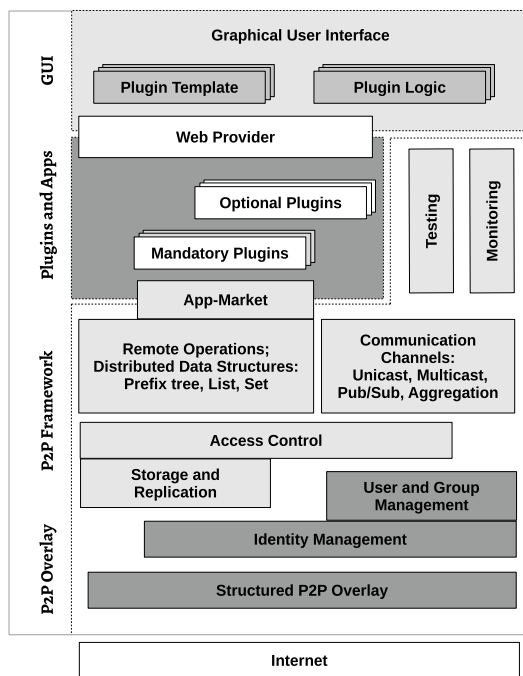 GUI
Graphical User Interface
Plugin Template
Plugin Logic
Web Provider
Plugins and Apps
Optional Plugins
Mandatory Plugins
App-Market
Testing
Monitoring
P2P Framework
Remote Operations;
Distributed Data Structures:
Prefix tree, List, Set
Communication
Channels:
Unicast, Multicast,
Pub/Sub, Aggregation
Access Control
Storage and
Replication
User and Group
Management
P2P Overlay
Identity Management
Structured P2P Overlay
Internet